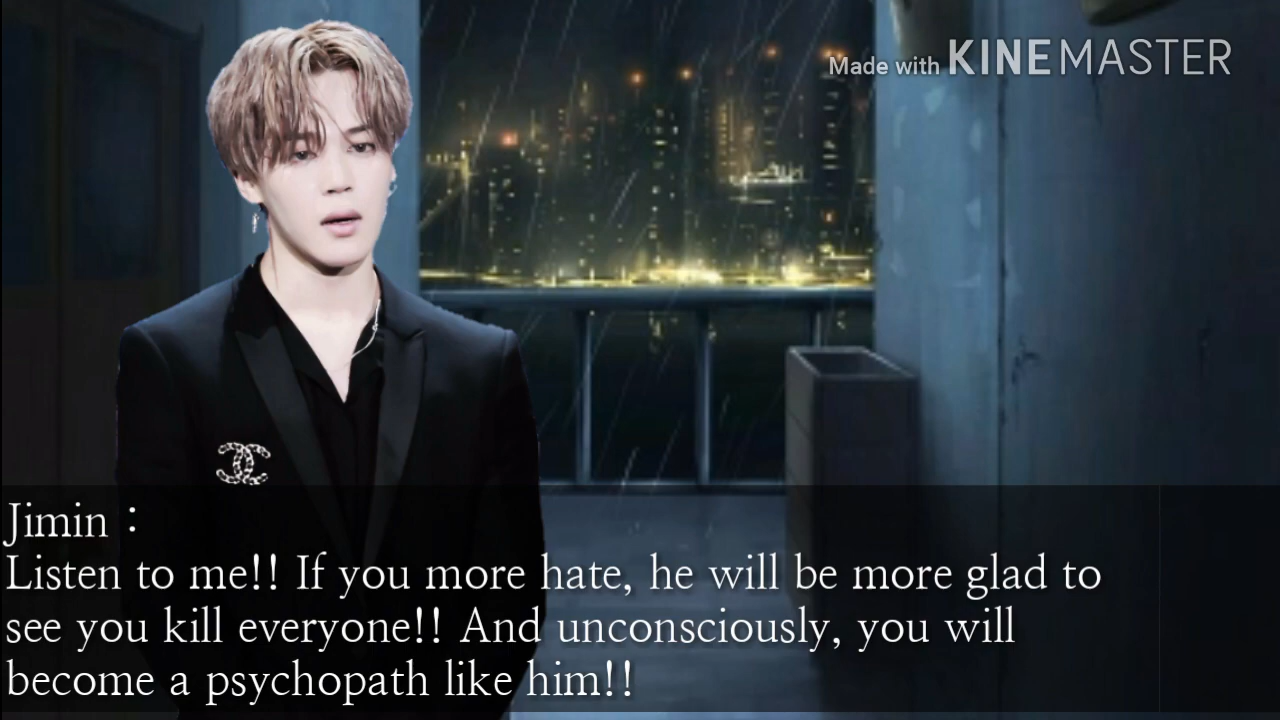 Made with KINEMASTER
Jimin :
Listen to me!! If you more hate, he will be more glad to
see you kill everyone!! And unconsciously, you will
become a psychopath like him!!